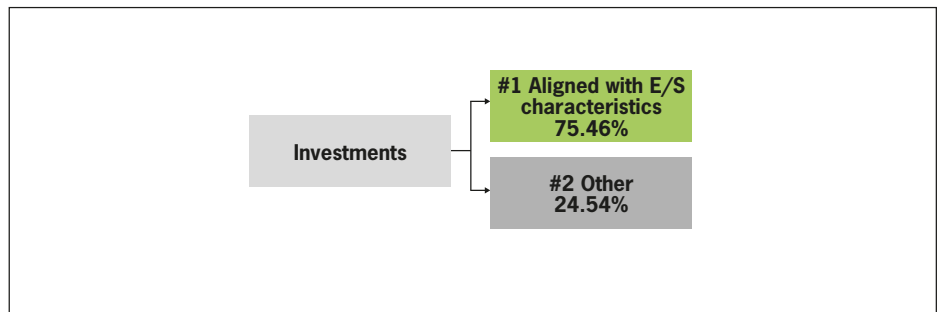 Investments
#1 Aligned with E/S
characteristics
75.46%
#2 Other
24.54%